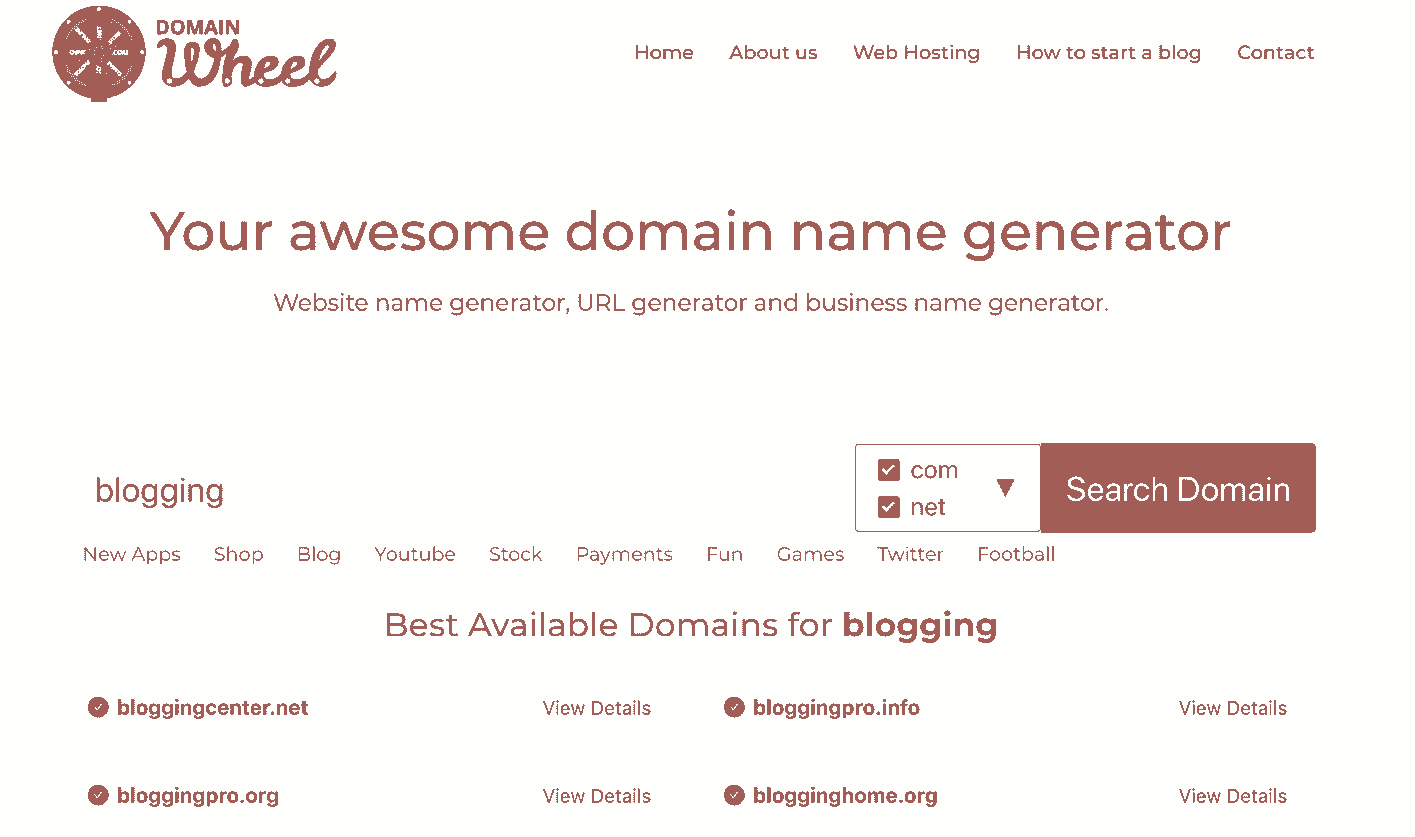 DOMAIN
Wheel
.COM
Home About us Web Hosting How to start a blog Contact
Your awesome domain name generator
Website name generator, URL generator and business name generator.
blogging
com
net
Search Domain
New Apps Shop Blog Youtube Stock Payments Fun Games Twitter Football
Best Available Domains for blogging
bloggingcenter.net View Details bloggingpro.info View Details
bloggingpro.org View Details blogginghome.org View Details